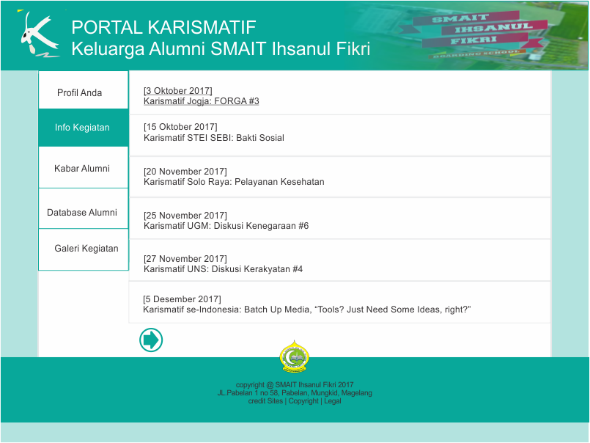 PORTAL KARISMATIF
Keluarga Alumni SMAIT Ihsanul Fikri
SMAIT
IHSANUL
FIKRI
BOARDING SCHOOL
Profil Anda
Info Kegiatan
Kabar Alumni
Database Alumni
Galeri Kegiatan
[3 Oktober 2017]
Karismatif Jogja: FORGA #3
[15 Oktober 2017]
Karismatif STEI SEBI: Bakti Sosial
[20 November 2017]
Karismatif Solo Raya: Pelayanan Kesehatan
[25 November 2017]
Karismatif UGM: Diskusi Kenegaraan #6
[27 November 2017]
Karismatif UNS: Diskusi Kerakyatan #4
[5 Desember 2017]
Karismatif se-Indonesia: Batch Up Media, “Tools? Just Need Some Ideas, right?”
copyright @ SMAIT Ihsanul Fikri 2017
JL Pabelan 1 no 56, Pabelan, Mungkid, Magelang
credit Sites | Copyright | Legal